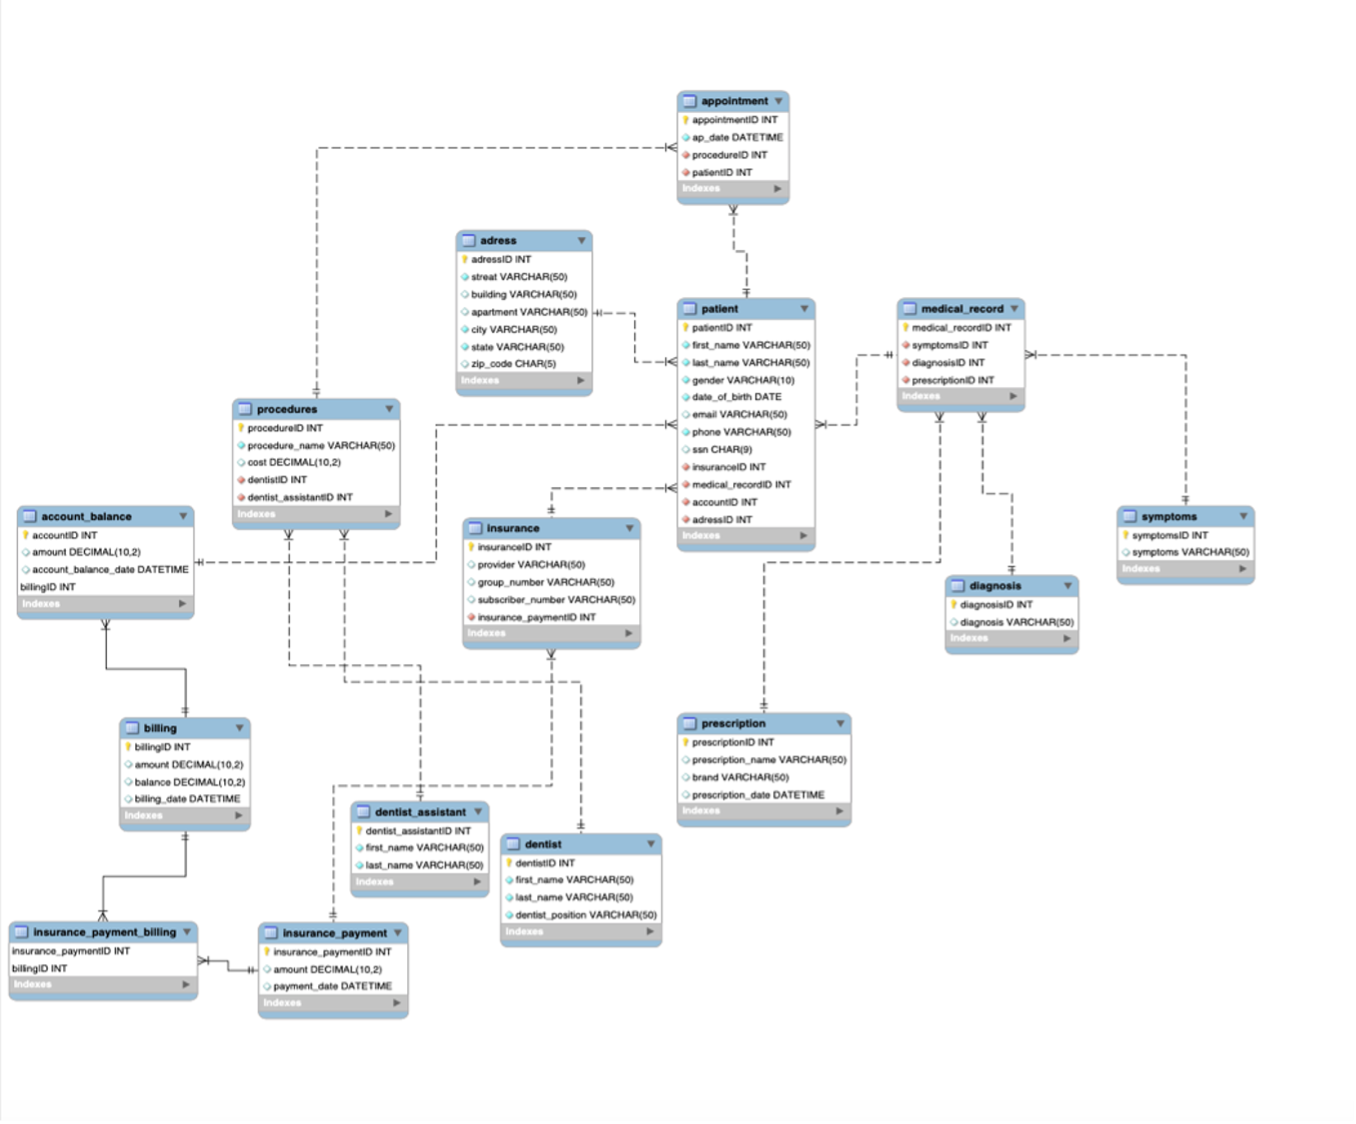 appointment
appointmentID INT
ap_date DATETIME
procedureID INT
patientID INT
Indexes
adress
adressID INT
streat VARCHAR(50)
building VARCHAR(50)
apartment VARCHAR(50)
city VARCHAR(50)
state VARCHAR(50)
zip_code CHAR(5)
Indexes
patient
patientID INT
first_name VARCHAR(50)
last_name VARCHAR(50)
gender VARCHAR(10)
date_of_birth DATE
email VARCHAR(50)
phone VARCHAR(50)
ssn CHAR(9)
insuranceID INT
medical_recordID INT
accountID INT
adressID INT
Indexes
medical_record
medical_recordID INT
symptomsID INT
diagnosisID INT
prescriptionID INT
Indexes
procedures
procedureID INT
procedure_name VARCHAR(50)
cost DECIMAL(10,2)
dentistID INT
dentist_assistantID INT
Indexes
account_balance
accountID INT
amount DECIMAL(10,2)
account_balance_date DATETIME
billingID INT
Indexes
insurance
insuranceID INT
provider VARCHAR(50)
group_number VARCHAR(50)
subscriber_number VARCHAR(50)
insurance_paymentID INT
Indexes
symptoms
symptomsID INT
symptoms VARCHAR(50)
Indexes
diagnosis
diagnosisID INT
diagnosis VARCHAR(50)
Indexes
billing
billingID INT
amount DECIMAL(10,2)
balance DECIMAL(10,2)
billing_date DATETIME
Indexes
prescription
prescriptionID INT
prescription_name VARCHAR(50)
brand VARCHAR(50)
prescription_date DATETIME
Indexes
dentist_assistant
dentist_assistantID INT
first_name VARCHAR(50)
last_name VARCHAR(50)
Indexes
dentist
dentistID INT
first_name VARCHAR(50)
last_name VARCHAR(50)
dentist_position VARCHAR(50)
Indexes
insurance_payment_billing
insurance_paymentID INT
billingID INT
Indexes
insurance_payment
insurance_paymentID INT
amount DECIMAL(10,2)
payment_date DATETIME
Indexes